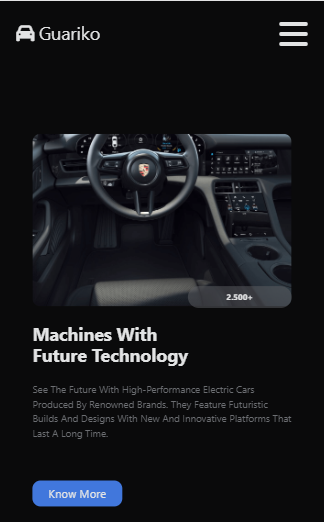 Guariko
2.500+
Machines With
Future Technology
See The Future With High-Performance Electric Cars
Produced By Renowned Brands. They Feature Futuristic
Builds And Designs With New And Innovative Platforms That
Last A Long Time.
Know More